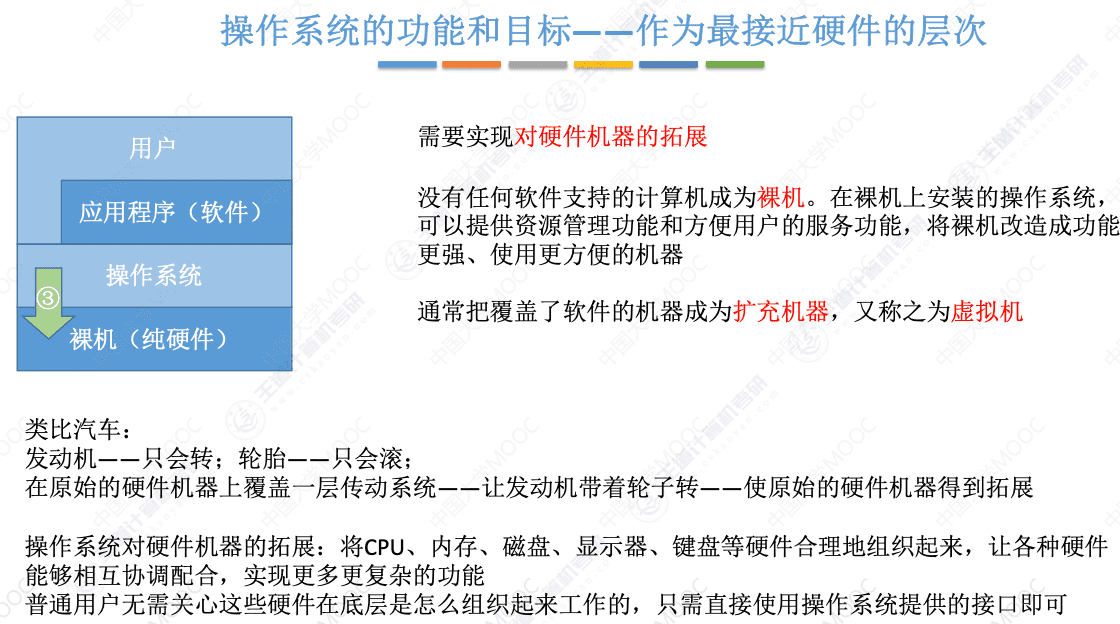 操作系统的功能和目标——作为最接近硬件的层次
用户
应用程序（软件）
操作系统
③
裸机（纯硬件）
需要实现对硬件机器的拓展
没有任何软件支持的计算机成为裸机。在裸机上安装的操作系统，
可以提供资源管理功能和方便用户的服务功能，将裸机改造成功能
更强、使用更方便的机器
通常把覆盖了软件的机器成为扩充机器，又称之为虚拟机
类比汽车：
发动机——只会转；轮胎——只会滚；
在原始的硬件机器上覆盖一层传动系统——让发动机带着轮子转——使原始的硬件机器得到拓展
操作系统对硬件机器的拓展：将CPU、内存、磁盘、显示器、键盘等硬件合理地组织起来，让各种硬件
能够相互协调配合，实现更多更复杂的功能
普通用户无需关心这些硬件在底层是怎么组织起来工作的，只需直接使用操作系统提供的接口即可
中国大学MOOC
王道计算机考研